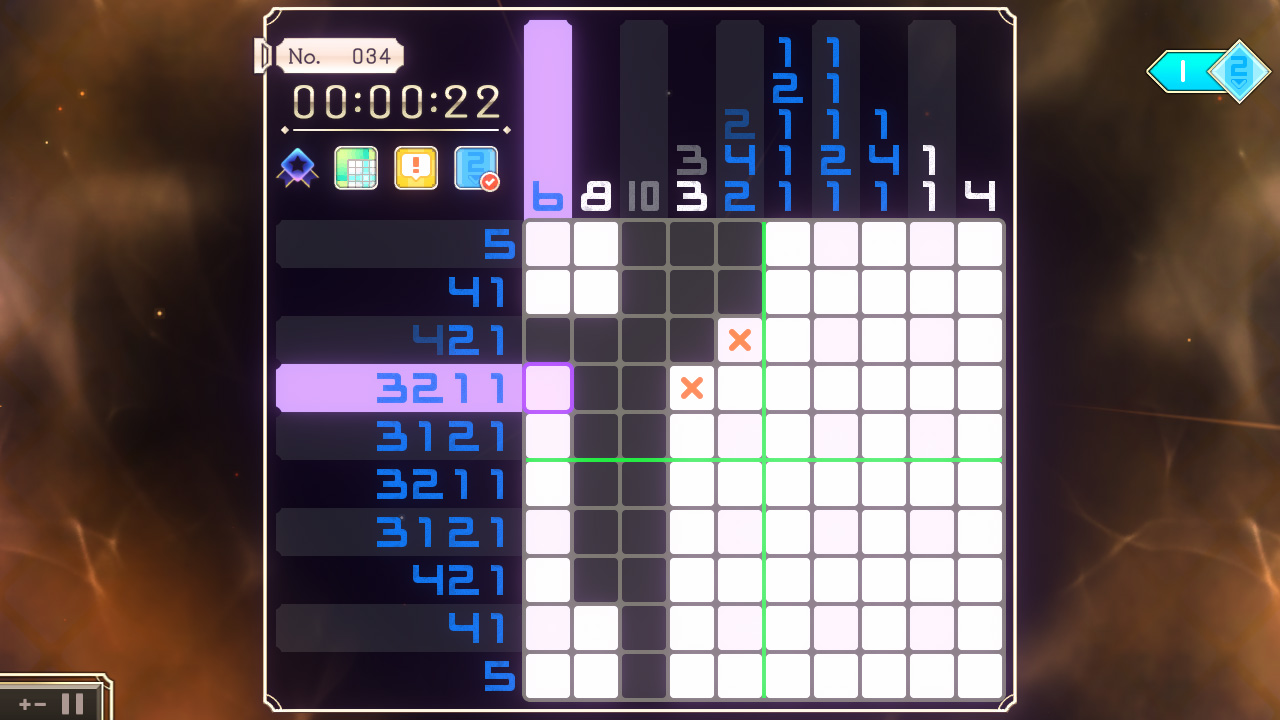 No. 034
00:00:22
1 2
1 1
2 1
2 1 1 1
3 4 1 2 4 1
6 8 10 3 2 1 1 1 1 4
5
4 1
4 2 1
3 2 1 1
3 1 2 1
3 2 1 1
3 1 2 1
4 2 1
4 1
5
+-